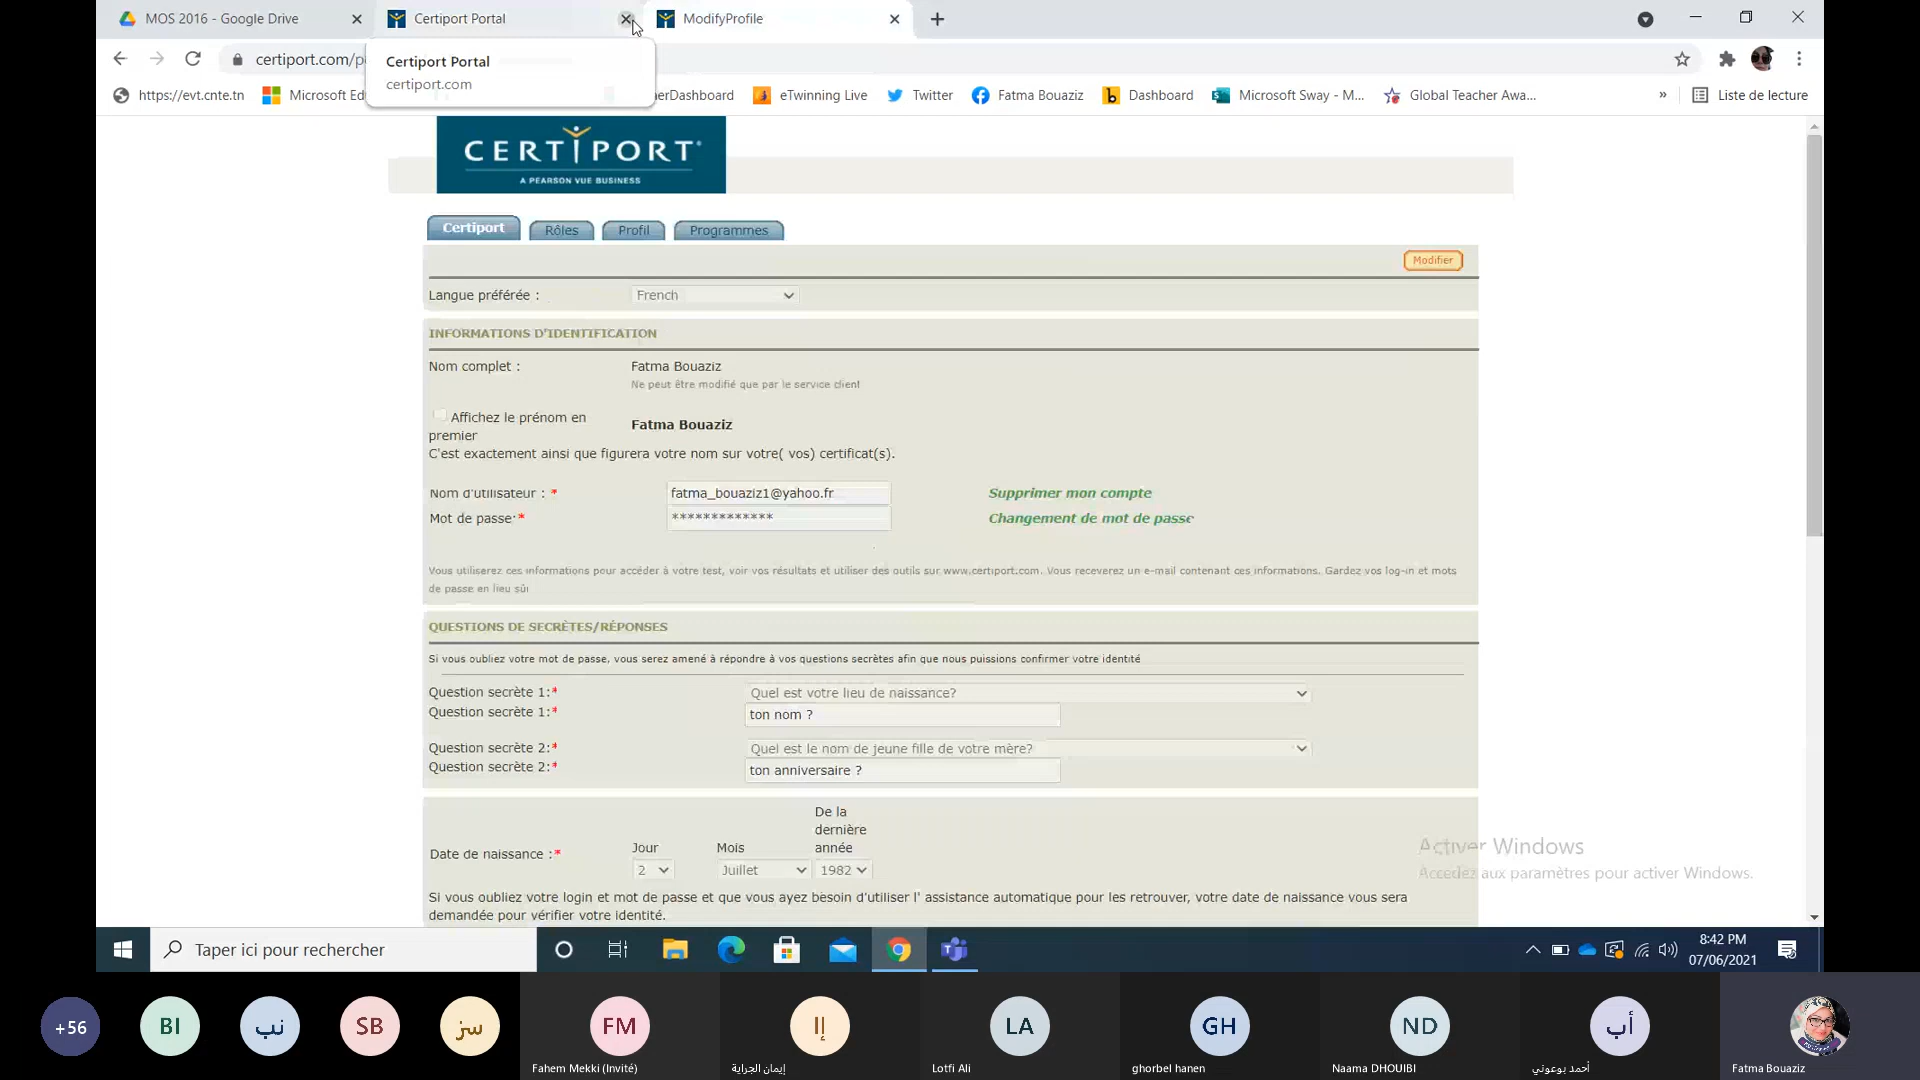 MOS 2016 - Google Drive
Certiport Portal
ModifyProfile
certiport.com/p
Certiport Portal
certiport.com
https://evt.cnte.tn
Microsoft Ed
nerDashboard
eTwinning Live
Twitter
Fatma Bouaziz
Dashboard
Microsoft Sway - M...
Global Teacher Awa...
»
Liste de lecture
CERTIPORT
A PEARSON VUE BUSINESS
Certiport
Rôles
Profil
Programmes
Modifier
Langue préférée :
French
INFORMATIONS D'IDENTIFICATION
Nom complet :
Fatma Bouaziz
Ne peut être modifié que par le service client
Affichez le prénom en
premier
Fatma Bouaziz
C'est exactement ainsi que figurera votre nom sur votre( vos) certificat(s).
Nom d'utilisateur : *
fatma_bouaziz1@yahoo.fr
Supprimer mon compte
Mot de passe:*
*************
Changement de mot de passe
Vous utiliserez ces informations pour accéder à votre test, voir vos résultats et utiliser des outils sur www.certiport.com. Vous receverez un e-mail contenant ces informations. Gardez vos log-in et mots
de passe en lieu sûr
QUESTIONS DE SECRÈTES/RÉPONSES
Si vous oubliez votre mot de passe, vous serez amené à répondre à vos questions secrètes afin que nous puissions confirmer votre identité
Question secrète 1:*
Quel est votre lieu de naissance?
Question secrète 1:*
ton nom ?
Question secrète 2:*
Quel est le nom de jeune fille de votre mère?
Question secrète 2:*
ton anniversaire ?
De la
dernière
année
Jour
Mois
Date de naissance :*
2
Juillet
1982
Si vous oubliez votre login et mot de passe et que vous ayez besoin d'utiliser l' assistance automatique pour les retrouver, votre date de naissance vous sera
demandée pour vérifier votre identité.
Activer Windows
Accédez aux paramètres pour activer Windows.
Taper ici pour rechercher
8:42 PM
07/06/2021
+56
BI
نب
SB
سز
FM
Fahem Mekki (Invité)
إا
إيمان الجراية
LA
Lotfi Ali
GH
ghorbel hanen
ND
Naama DHOUIBI
أب
أحمد بوعوني
Fatma Bouaziz